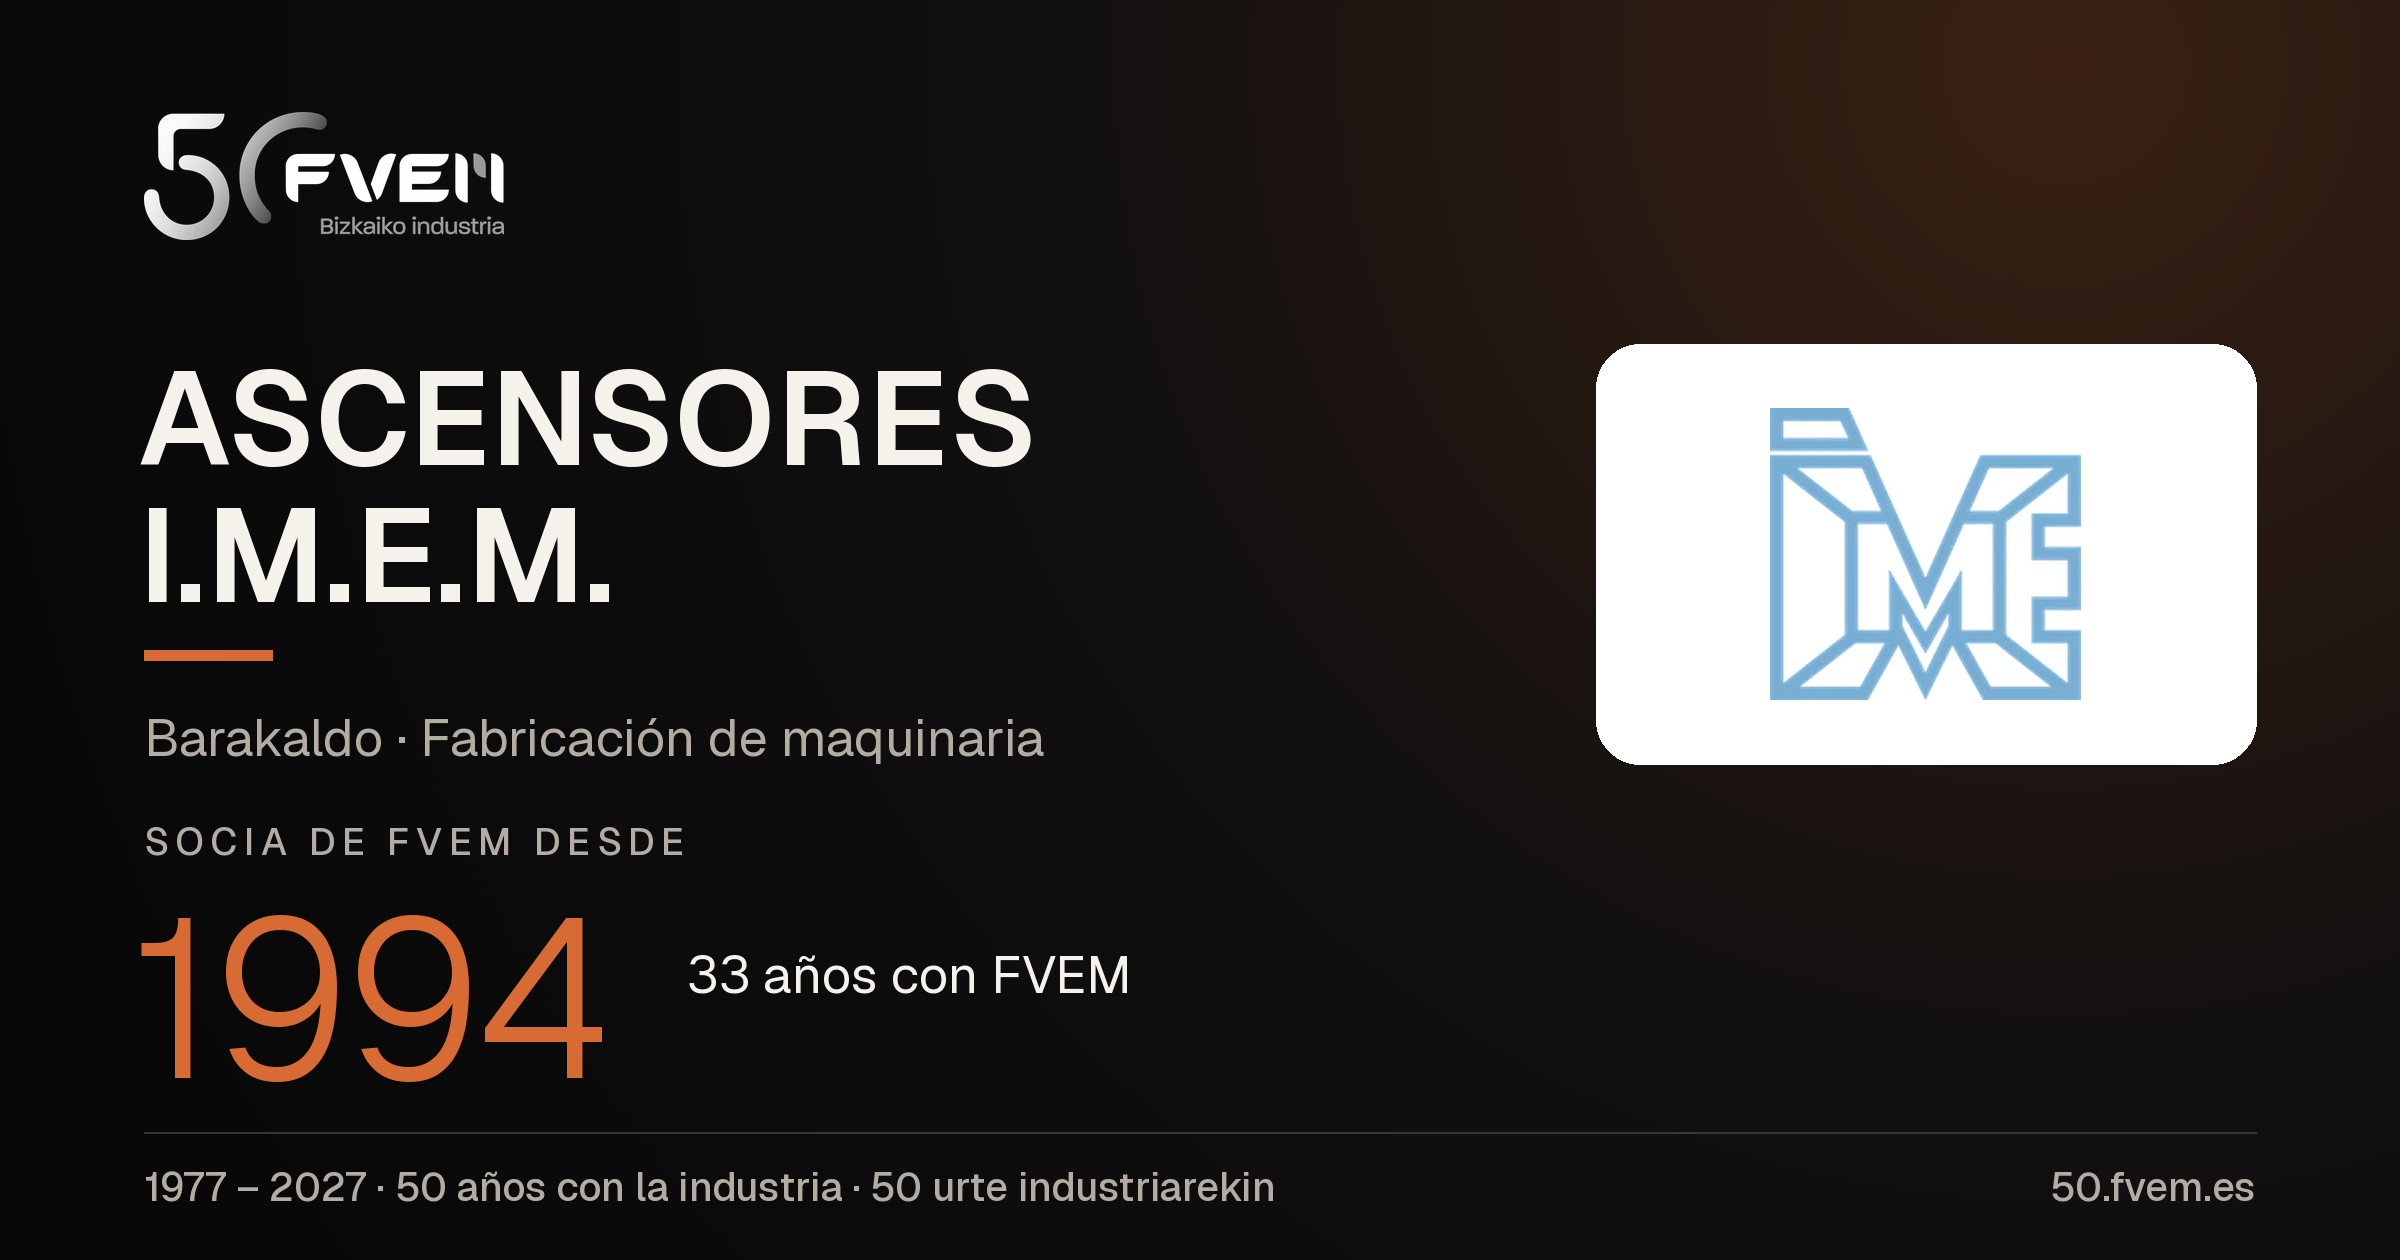 50 FVEM
Bizkaiko industria
ASCENSORES
I.M.E.M.
Barakaldo · Fabricación de maquinaria
SOCIA DE FVEM DESDE
1994
33 años con FVEM
IMEM
1977 – 2027 · 50 años con la industria · 50 urte industriarekin
50.fvem.es